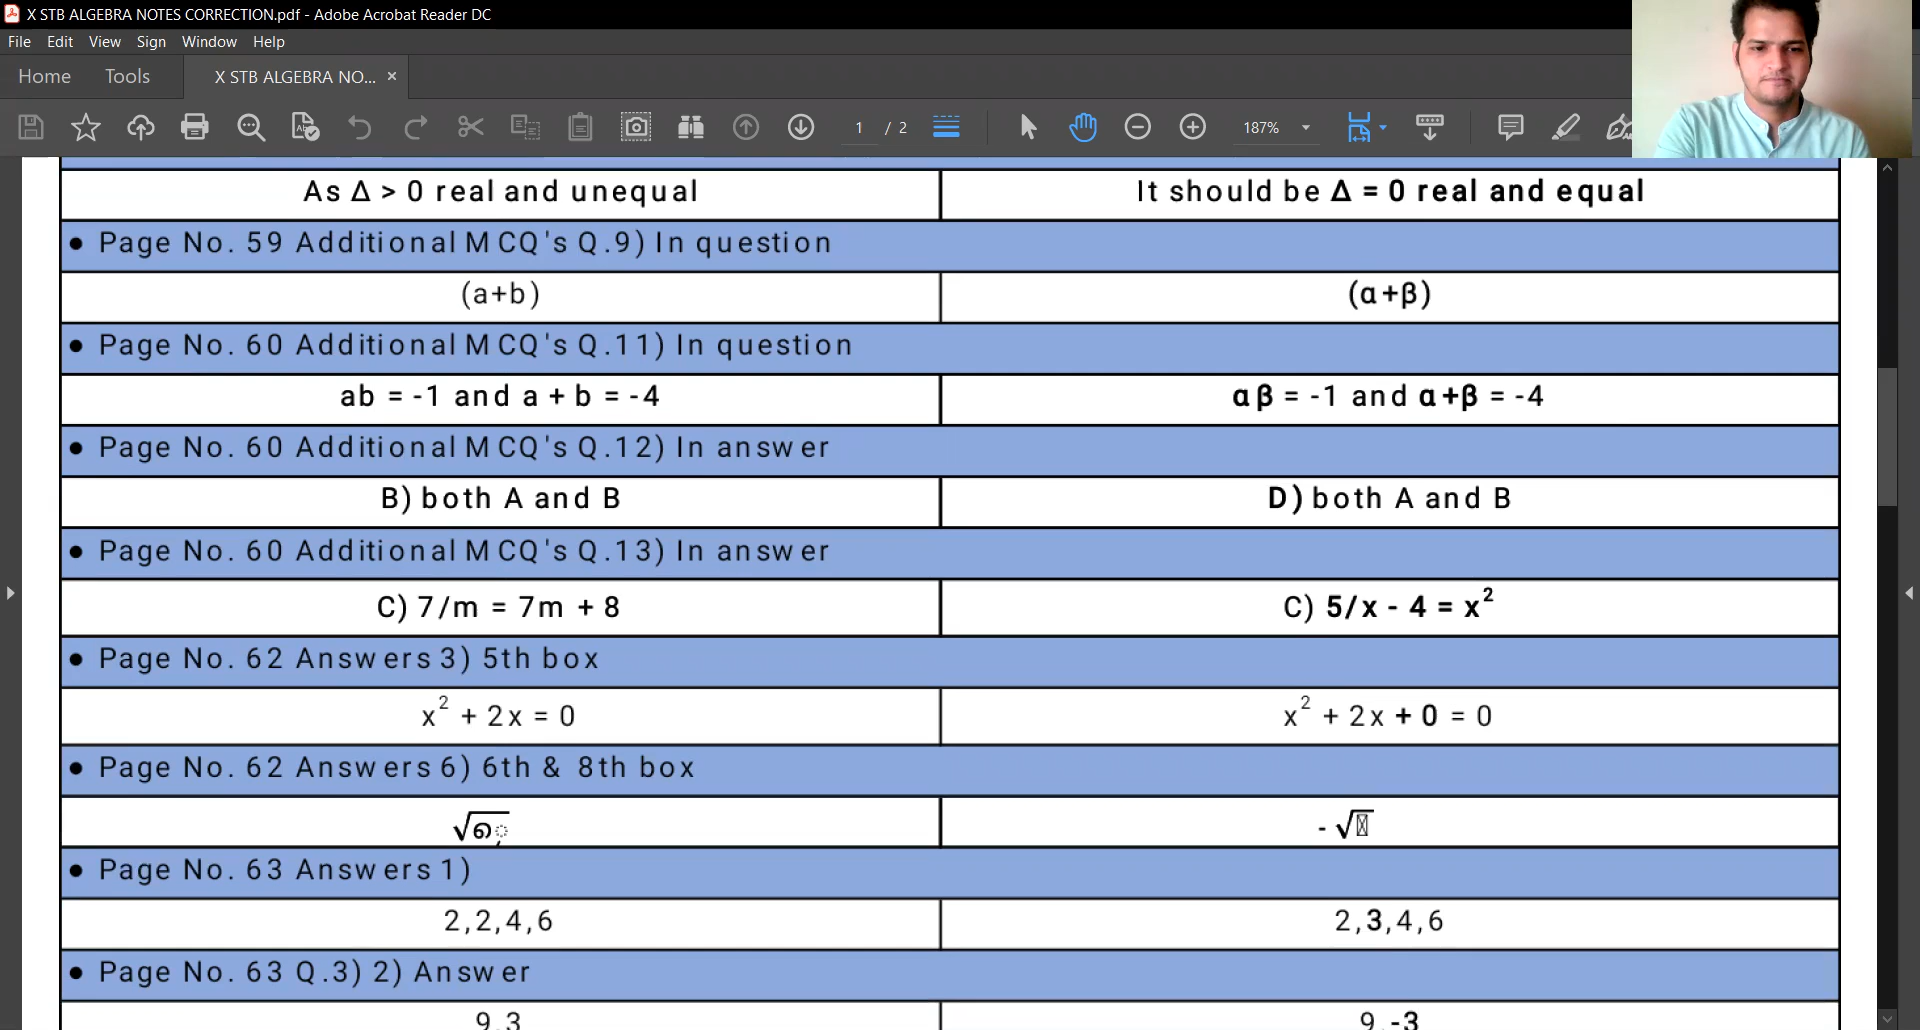 X STB ALGEBRA NOTES CORRECTION.pdf - Adobe Acrobat Reader DC
File Edit View Sign Window Help
Home Tools X STB ALGEBRA NO... ×
1 / 2 187%
As Δ > 0 real and unequal It should be Δ = 0 real and equal
• Page No. 59 Additional MCQ's Q.9) In question
(a+b) (α+β)
• Page No. 60 Additional MCQ's Q.11) In question
ab = -1 and a + b = -4 αβ = -1 and α+β = -4
• Page No. 60 Additional MCQ's Q.12) In answer
B) both A and B D) both A and B
• Page No. 60 Additional MCQ's Q.13) In answer
C) 7/m = 7m + 8 C) 5/x - 4 = x²
• Page No. 62 Answers 3) 5th box
x² + 2x = 0 x² + 2x + 0 = 0
• Page No. 62 Answers 6) 6th & 8th box
• Page No. 63 Answers 1)
2,2,4,6 2,3,4,6
• Page No. 63 Q.3) 2) Answer
9,3 9,-3